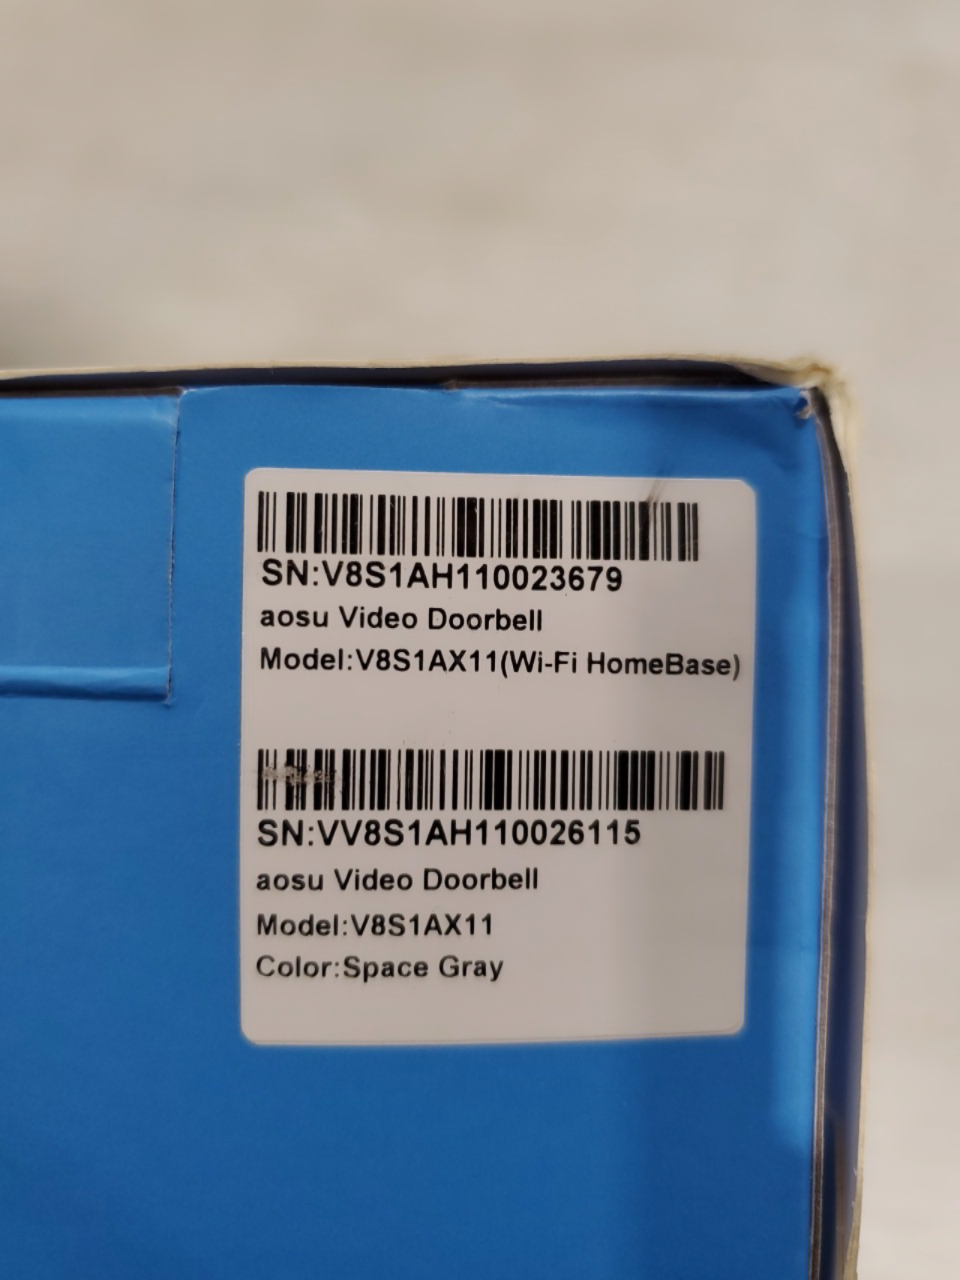 SN:V8S1AH110023679
aosu Video Doorbell
Model:V8S1AX11(Wi-Fi HomeBase)
SN:VV8S1AH110026115
aosu Video Doorbell
Model:V8S1AX11
Color:Space Gray